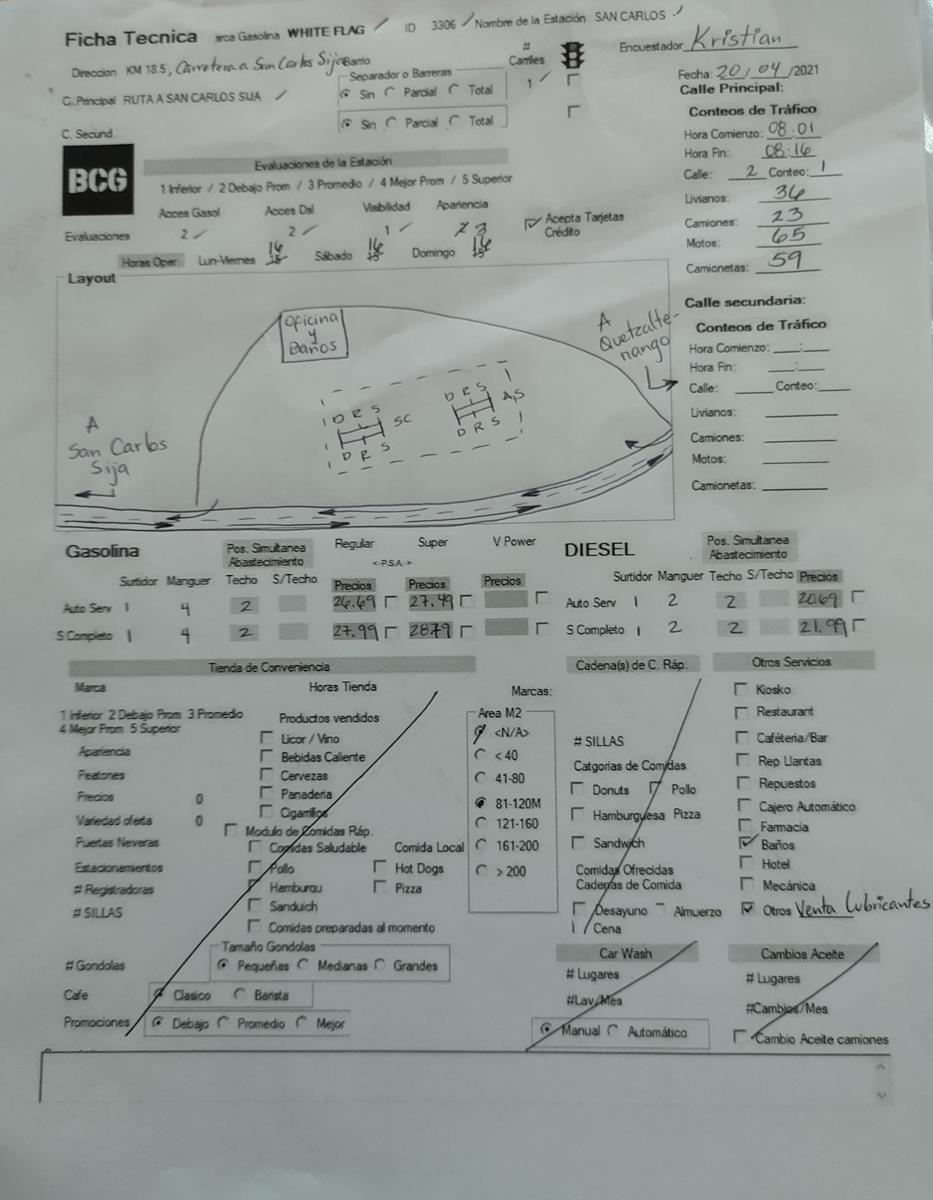 Ficha Tecnica arca Gasolina WHITE FLAG ID 3306 Nombre de la Estación SAN CARLOS
Encuestador Kristian
Direccion KM 18.5, Carretera a San Carlos Sija Barrio
# Carriles
Separador o Barreras
Sin Parcial Total 1
Fecha: 20/04/2021
C. Principal RUTA A SAN CARLOS SIJA
C. Secund.
Sin Parcial Total
Calle Principal:
Conteos de Tráfico
Hora Comienzo: 08:01
Hora Fin: 08:16
Calle: 2 Conteo: 1
Livianos: 36
Camiones: 23
Motos: 65
Camionetas: 59
BCG
Evaluaciones de la Estación
1 Inferior / 2 Debajo Prom / 3 Promedio / 4 Mejor Prom / 5 Superior
Acces Gasol Acces Dsl Visibilidad Apariencia
Evaluaciones 2 2 1 2 3
Acepta Tarjetas Crédito
Horas Oper. Lun-Viernes 16 15 Sábado 16 15 Domingo 16 15
Layout
Oficina
y
Baños
A
Quetzalte-
nango
D R S
D R S
SC
D R S
D R S
AS
A
San Carlos
Sija
Calle secundaria:
Conteos de Tráfico
Hora Comienzo: __:__
Hora Fin: __:__
Calle: ____ Conteo: ____
Livianos:
Camiones:
Motos:
Camionetas:
Gasolina
Pos. Simultanea Abastecimiento
Regular Super V Power
<-P.S.A.->
Surtidor Manguer Techo S/Techo Precios Precios Precios
Auto Serv 1 4 2 26.69 27.49
S Completo 1 4 2 27.99 28.79
DIESEL
Pos. Simultanea Abastecimiento
Surtidor Manguer Techo S/Techo Precios
Auto Serv 1 2 2 20.69
S Completo 1 2 2 21.99
Tienda de Conveniencia
Marca Horas Tienda
1 Inferior 2 Debajo Prom 3 Promedio
4 Mejor Prom 5 Superior
Apariencia
Peatones
Precios 0
Variedad oferta 0
Puertas Neveras
Estacionamientos
# Registradoras
# SILLAS
Productos vendidos
Licor / Vino
Bebidas Caliente
Cervezas
Panaderia
Cigarrillos
Modulo de Comidas Ráp.
Comidas Saludable Comida Local
Pollo Hot Dogs
Hamburgu Pizza
Sanduich
Comidas preparadas al momento
Marcas:
Area M2
<N/A>
< 40
41-80
81-120M
121-160
161-200
> 200
# Gondolas
Tamaño Gondolas
Pequeñas Medianas Grandes
Cafe Clasico Barista
Promociones Debajo Promedio Mejor
Cadena(s) de C. Ráp.
# SILLAS
Catgorias de Comidas
Donuts Pollo
Hamburguesa Pizza
Sandwich
Comidas Ofrecidas
Cadenas de Comida
Desayuno Almuerzo
Cena
Otros Servicios
Kiosko
Restaurant
Caféteria/Bar
Rep Llantas
Repuestos
Cajero Automático
Farmacia
Baños
Hotel
Mecánica
Otros Venta Lubricantes
Car Wash
# Lugares
#Lav/Mes
Manual Automático
Cambios Aceite
# Lugares
#Cambios/Mes
Cambio Aceite camiones